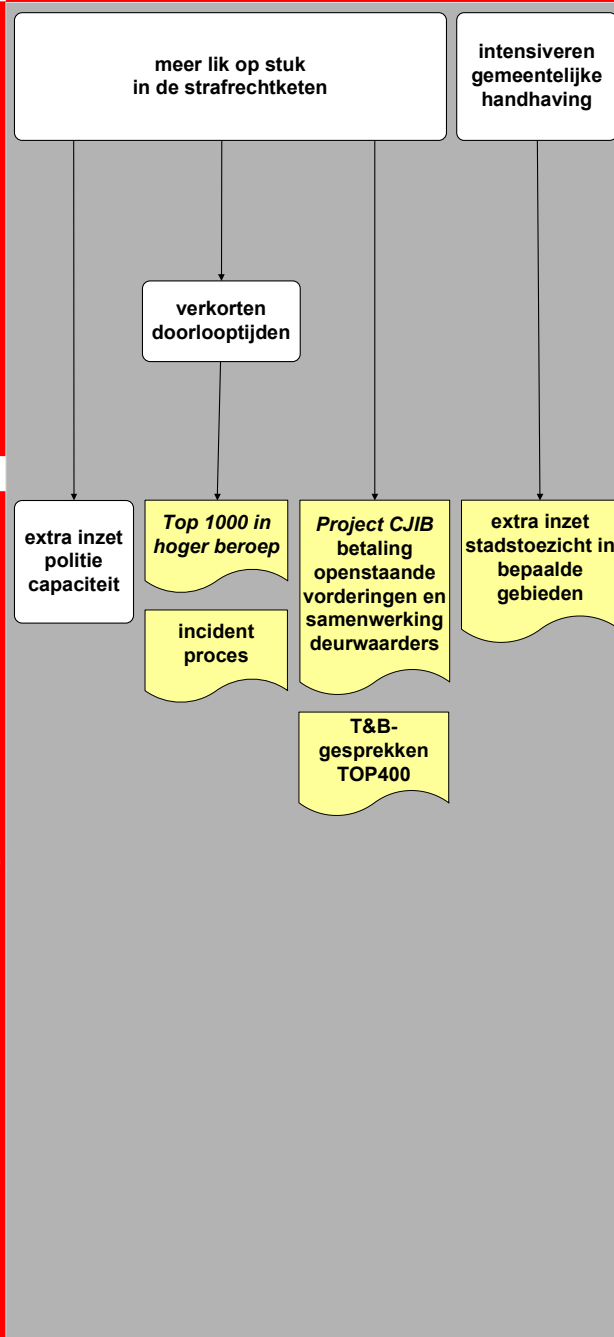 meer lik op stuk
in de strafrechtketen
intensiveren
gemeentelijke
handhaving
verkorten
doorlooptijden
extra inzet
politie
capaciteit
Top 1000 in
hoger beroep
incident
proces
Project CJIB
betaling
openstaande
vorderingen en
samenwerking
deurwaarders
T&B-
gesprekken
TOP400
extra inzet
stadstoezicht in
bepaalde
gebieden